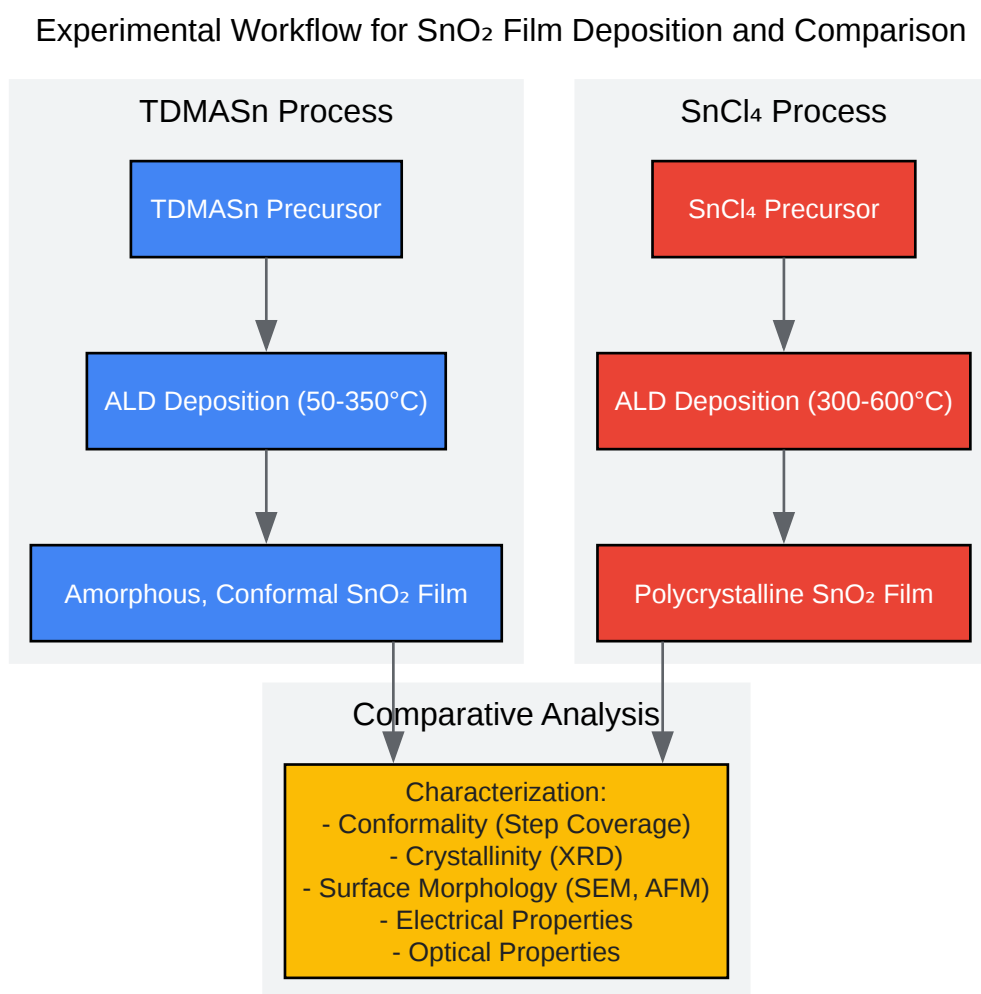 Experimental Workflow for SnO₂ Film Deposition and Comparison
TDMASn Process
TDMASn Precursor
ALD Deposition (50-350°C)
Amorphous, Conformal SnO₂ Film
SnCl₄ Process
SnCl₄ Precursor
ALD Deposition (300-600°C)
Polycrystalline SnO₂ Film
Comparative Analysis
Characterization:
- Conformality (Step Coverage)
- Crystallinity (XRD)
- Surface Morphology (SEM, AFM)
- Electrical Properties
- Optical Properties